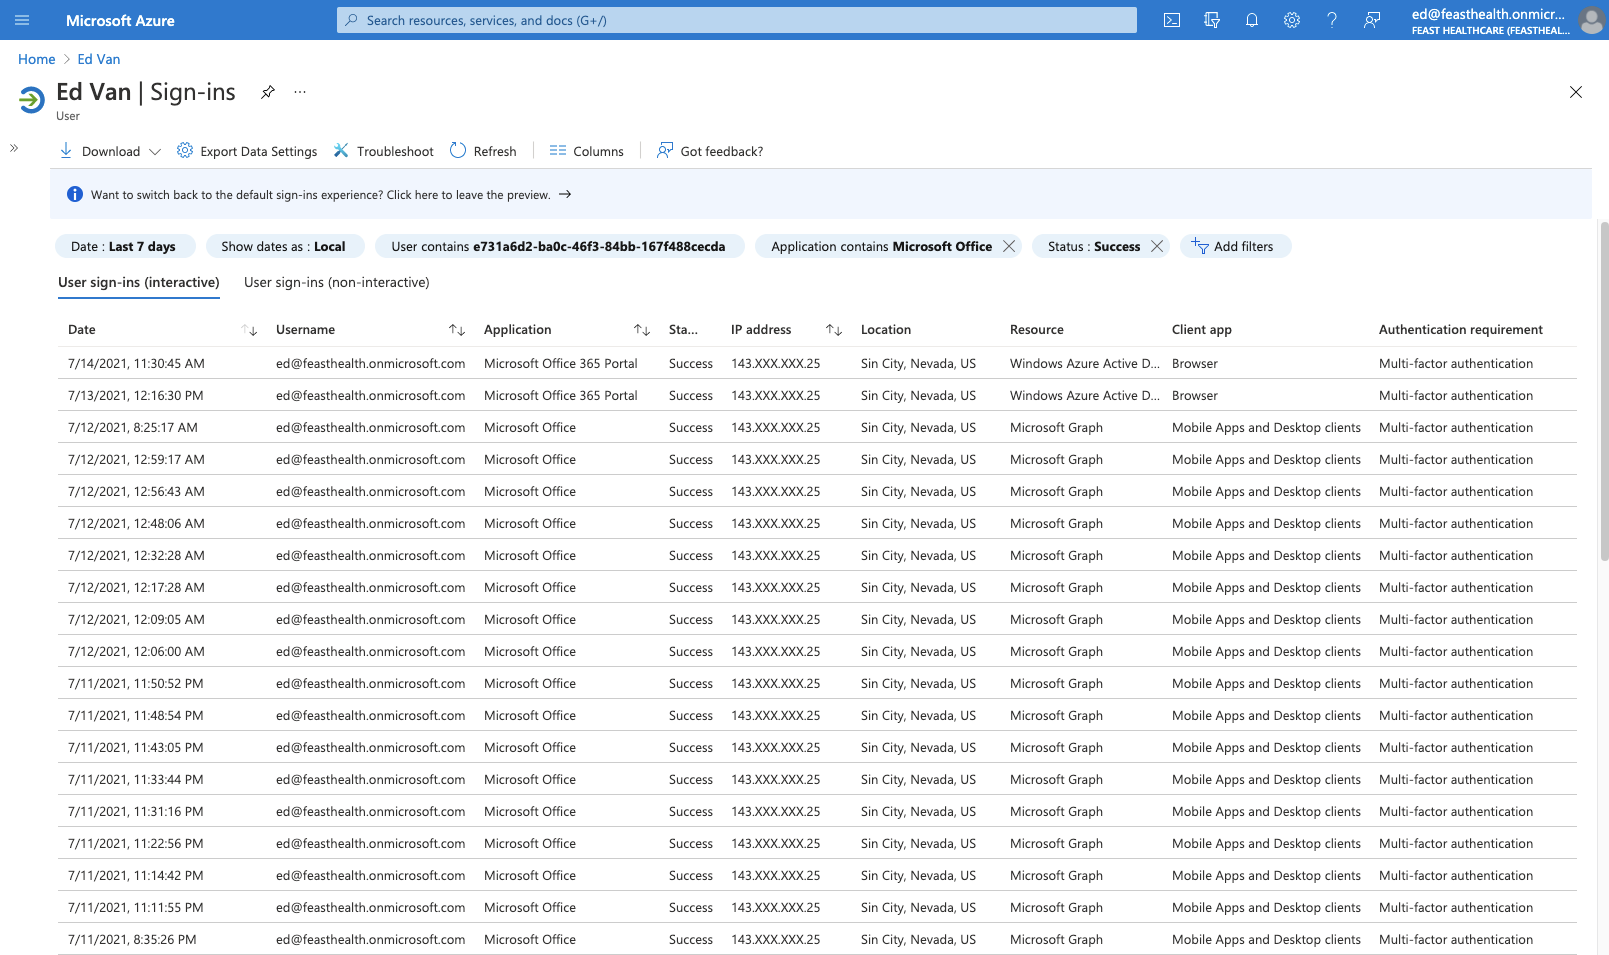 Microsoft Azure
Search resources, services, and docs (G+/)
ed@feasthealth.onmicr...
FEAST HEALTHCARE (FEASTHEAL...
Home > Ed Van
Ed Van | Sign-ins
User
Download
Export Data Settings
Troubleshoot
Refresh
Columns
Got feedback?
Want to switch back to the default sign-ins experience? Click here to leave the preview. →
Date : Last 7 days
Show dates as : Local
User contains e731a6d2-ba0c-46f3-84bb-167f488cecda
Application contains Microsoft Office
Status : Success
Add filters
User sign-ins (interactive)
User sign-ins (non-interactive)
Date Username Application Sta... IP address Location Resource Client app Authentication requirement
7/14/2021, 11:30:45 AM ed@feasthealth.onmicrosoft.com Microsoft Office 365 Portal Success 143.XXX.XXX.25 Sin City, Nevada, US Windows Azure Active D... Browser Multi-factor authentication
7/13/2021, 12:16:30 PM ed@feasthealth.onmicrosoft.com Microsoft Office 365 Portal Success 143.XXX.XXX.25 Sin City, Nevada, US Windows Azure Active D... Browser Multi-factor authentication
7/12/2021, 8:25:17 AM ed@feasthealth.onmicrosoft.com Microsoft Office Success 143.XXX.XXX.25 Sin City, Nevada, US Microsoft Graph Mobile Apps and Desktop clients Multi-factor authentication
7/12/2021, 12:59:17 AM ed@feasthealth.onmicrosoft.com Microsoft Office Success 143.XXX.XXX.25 Sin City, Nevada, US Microsoft Graph Mobile Apps and Desktop clients Multi-factor authentication
7/12/2021, 12:56:43 AM ed@feasthealth.onmicrosoft.com Microsoft Office Success 143.XXX.XXX.25 Sin City, Nevada, US Microsoft Graph Mobile Apps and Desktop clients Multi-factor authentication
7/12/2021, 12:48:06 AM ed@feasthealth.onmicrosoft.com Microsoft Office Success 143.XXX.XXX.25 Sin City, Nevada, US Microsoft Graph Mobile Apps and Desktop clients Multi-factor authentication
7/12/2021, 12:32:28 AM ed@feasthealth.onmicrosoft.com Microsoft Office Success 143.XXX.XXX.25 Sin City, Nevada, US Microsoft Graph Mobile Apps and Desktop clients Multi-factor authentication
7/12/2021, 12:17:28 AM ed@feasthealth.onmicrosoft.com Microsoft Office Success 143.XXX.XXX.25 Sin City, Nevada, US Microsoft Graph Mobile Apps and Desktop clients Multi-factor authentication
7/12/2021, 12:09:05 AM ed@feasthealth.onmicrosoft.com Microsoft Office Success 143.XXX.XXX.25 Sin City, Nevada, US Microsoft Graph Mobile Apps and Desktop clients Multi-factor authentication
7/12/2021, 12:06:00 AM ed@feasthealth.onmicrosoft.com Microsoft Office Success 143.XXX.XXX.25 Sin City, Nevada, US Microsoft Graph Mobile Apps and Desktop clients Multi-factor authentication
7/11/2021, 11:50:52 PM ed@feasthealth.onmicrosoft.com Microsoft Office Success 143.XXX.XXX.25 Sin City, Nevada, US Microsoft Graph Mobile Apps and Desktop clients Multi-factor authentication
7/11/2021, 11:48:54 PM ed@feasthealth.onmicrosoft.com Microsoft Office Success 143.XXX.XXX.25 Sin City, Nevada, US Microsoft Graph Mobile Apps and Desktop clients Multi-factor authentication
7/11/2021, 11:43:05 PM ed@feasthealth.onmicrosoft.com Microsoft Office Success 143.XXX.XXX.25 Sin City, Nevada, US Microsoft Graph Mobile Apps and Desktop clients Multi-factor authentication
7/11/2021, 11:33:44 PM ed@feasthealth.onmicrosoft.com Microsoft Office Success 143.XXX.XXX.25 Sin City, Nevada, US Microsoft Graph Mobile Apps and Desktop clients Multi-factor authentication
7/11/2021, 11:31:16 PM ed@feasthealth.onmicrosoft.com Microsoft Office Success 143.XXX.XXX.25 Sin City, Nevada, US Microsoft Graph Mobile Apps and Desktop clients Multi-factor authentication
7/11/2021, 11:22:56 PM ed@feasthealth.onmicrosoft.com Microsoft Office Success 143.XXX.XXX.25 Sin City, Nevada, US Microsoft Graph Mobile Apps and Desktop clients Multi-factor authentication
7/11/2021, 11:14:42 PM ed@feasthealth.onmicrosoft.com Microsoft Office Success 143.XXX.XXX.25 Sin City, Nevada, US Microsoft Graph Mobile Apps and Desktop clients Multi-factor authentication
7/11/2021, 11:11:55 PM ed@feasthealth.onmicrosoft.com Microsoft Office Success 143.XXX.XXX.25 Sin City, Nevada, US Microsoft Graph Mobile Apps and Desktop clients Multi-factor authentication
7/11/2021, 8:35:26 PM ed@feasthealth.onmicrosoft.com Microsoft Office Success 143.XXX.XXX.25 Sin City, Nevada, US Microsoft Graph Mobile Apps and Desktop clients Multi-factor authentication